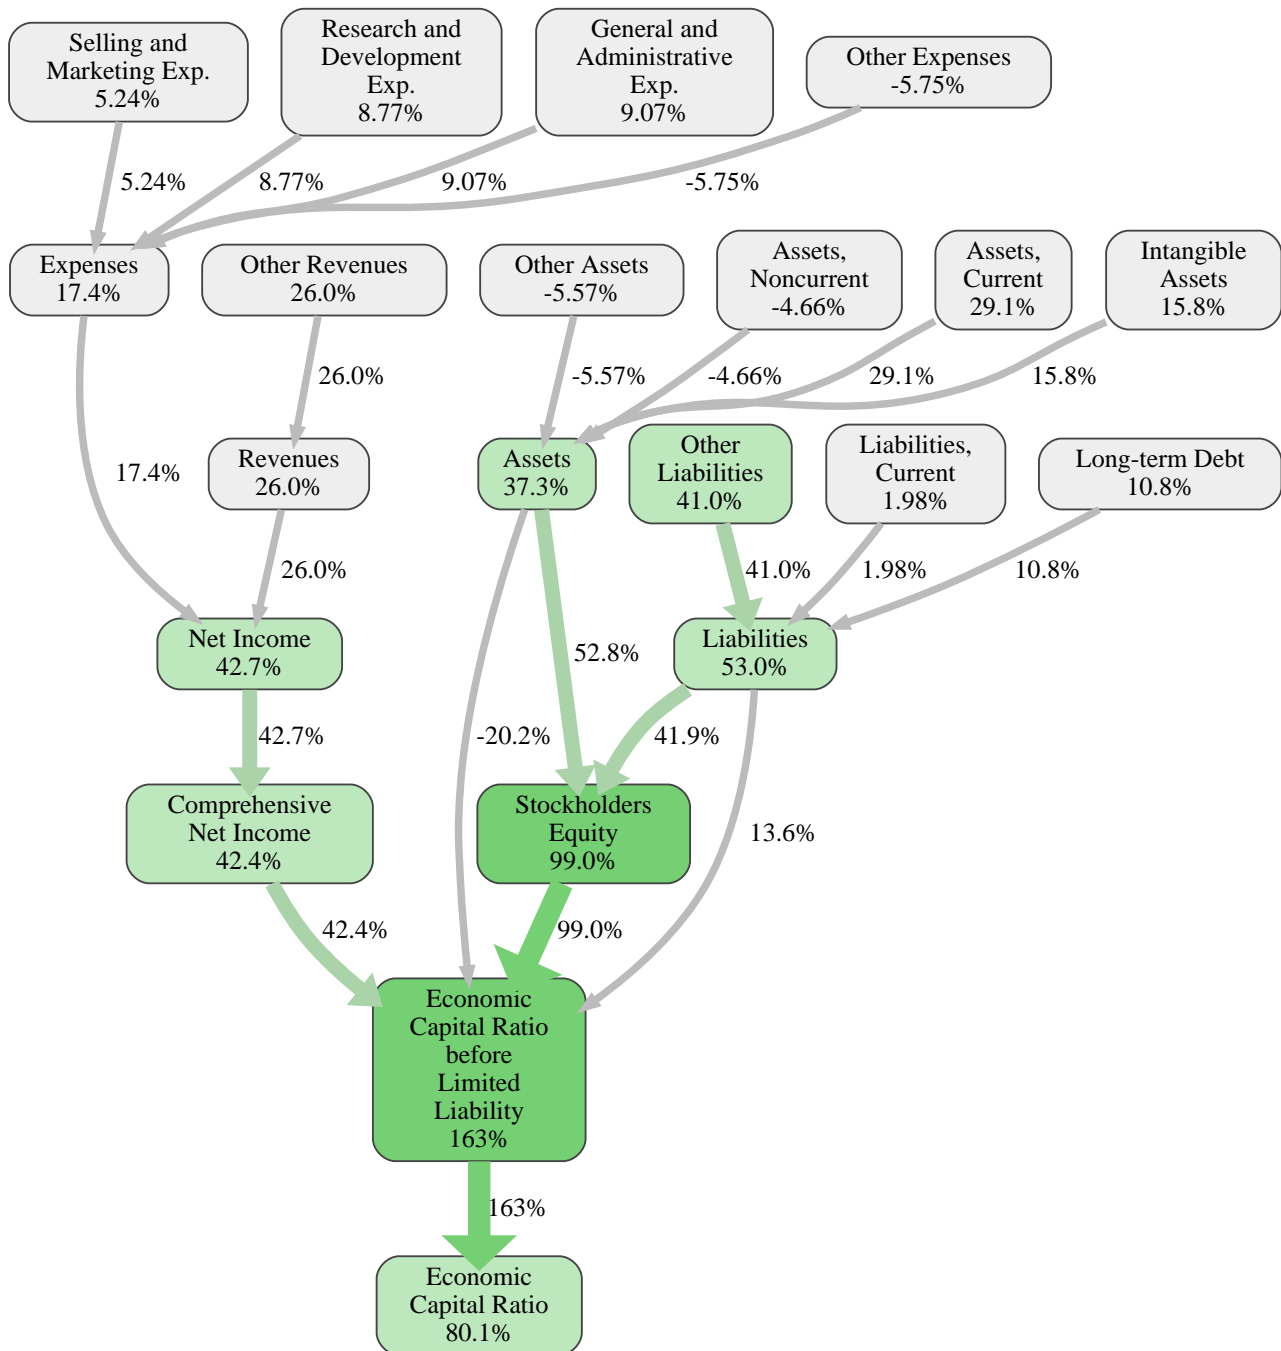 Selling and
Marketing Exp.
5.24%
Research and
Development
Exp.
8.77%
General and
Administrative
Exp.
9.07%
Other Expenses
-5.75%
5.24%
8.77%
9.07%
-5.75%
Expenses
17.4%
Other Revenues
26.0%
Other Assets
-5.57%
Assets,
Noncurrent
-4.66%
Assets,
Current
29.1%
Intangible
Assets
15.8%
26.0%
-5.57%
-4.66%
29.1%
15.8%
17.4%
Revenues
26.0%
Assets
37.3%
Other
Liabilities
41.0%
Liabilities,
Current
1.98%
Long-term Debt
10.8%
26.0%
41.0%
1.98%
10.8%
Net Income
42.7%
52.8%
Liabilities
53.0%
42.7%
-20.2%
41.9%
13.6%
Comprehensive
Net Income
42.4%
Stockholders
Equity
99.0%
42.4%
99.0%
Economic
Capital Ratio
before
Limited
Liability
163%
163%
Economic
Capital Ratio
80.1%